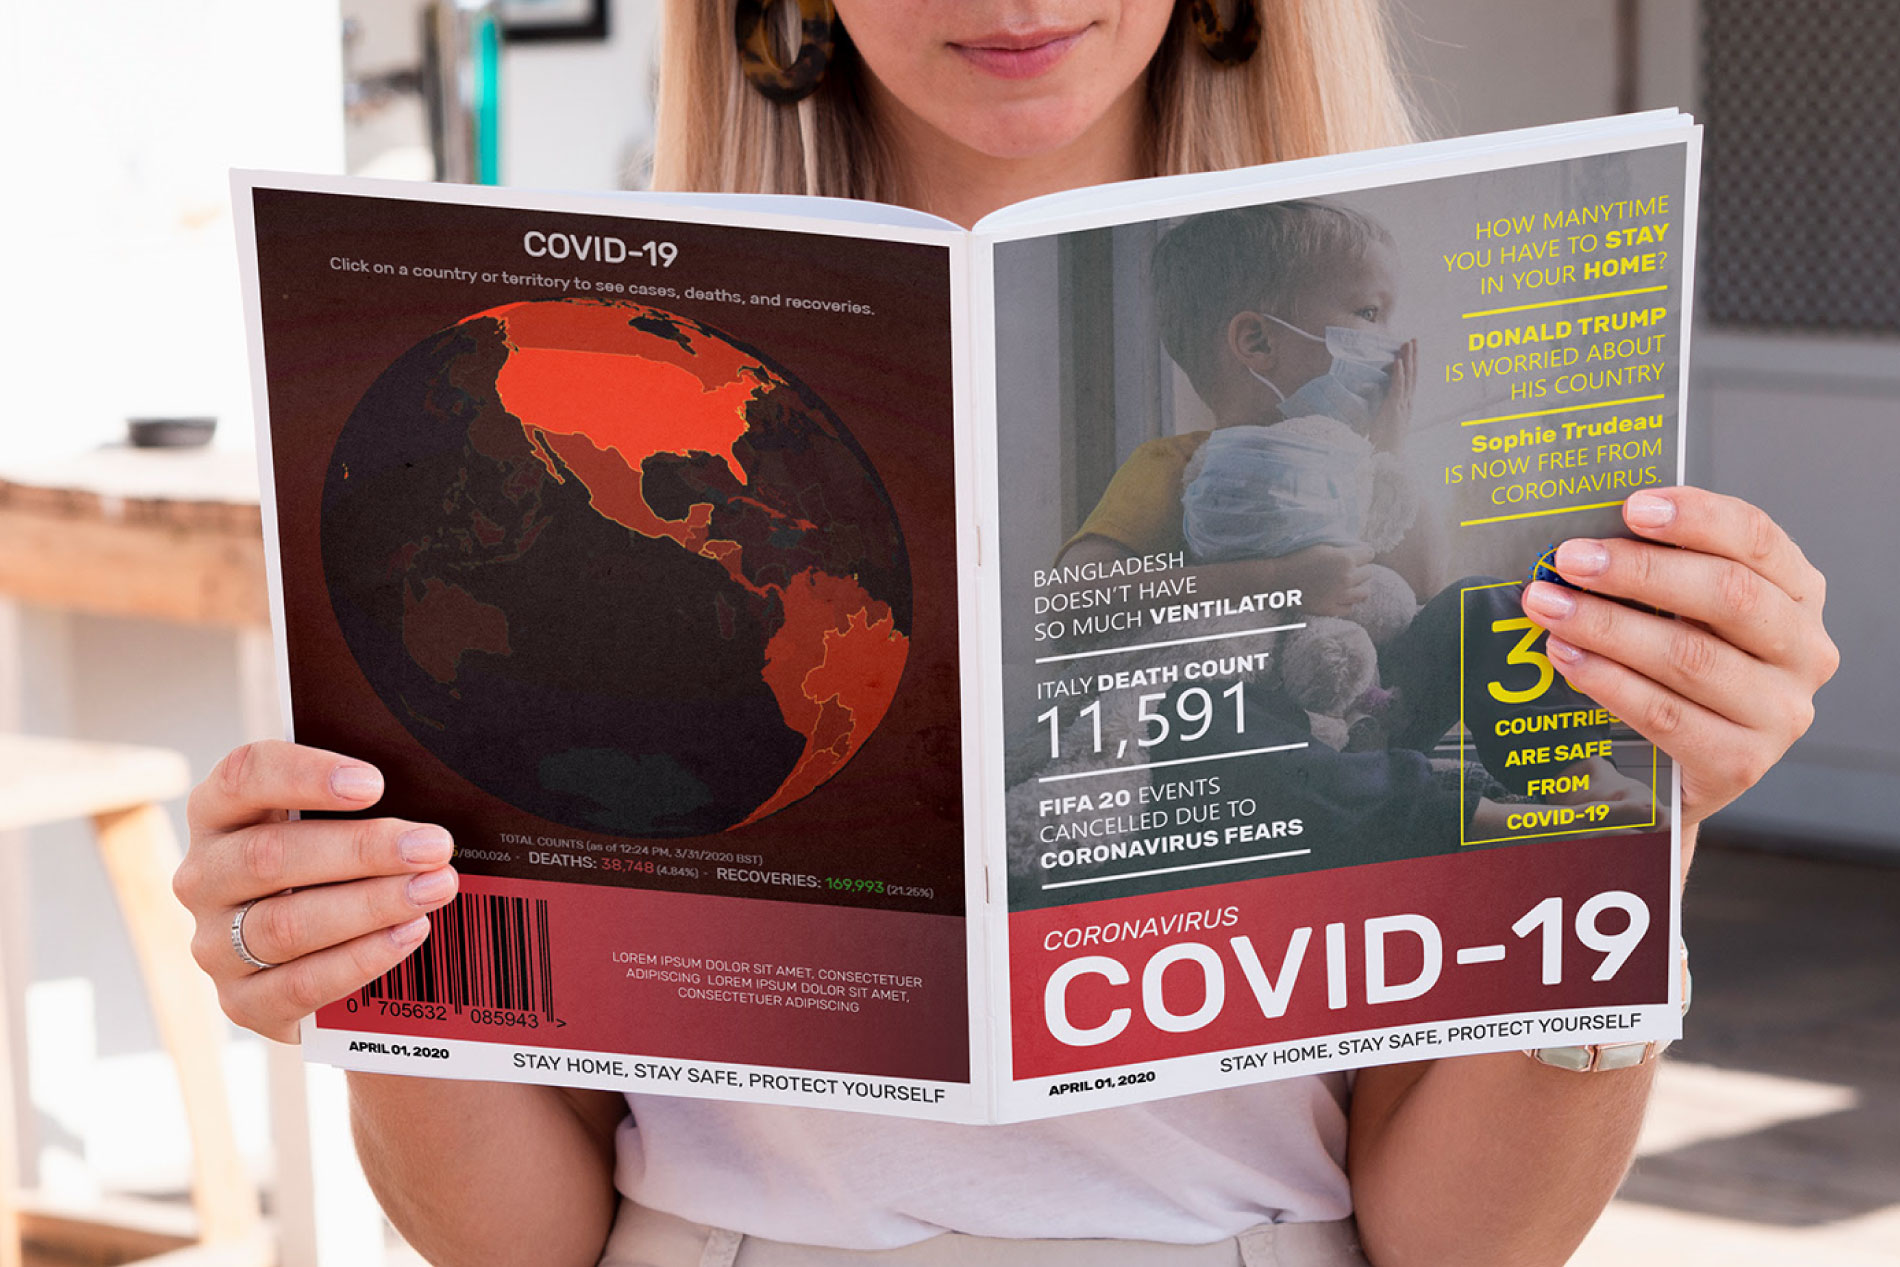 COVID-19
Click on a country or territory to see cases, deaths, and recoveries.
TOTAL COUNTS (as of 12:24 PM, 3/31/2020 BST)
/800,026 - DEATHS: 38,748 (4.84%) - RECOVERIES: 169,993 (21.25%)
LOREM IPSUM DOLOR SIT AMET, CONSECTETUER
ADIPISCING LOREM IPSUM DOLOR SIT AMET,
CONSECTETUER ADIPISCING
0 705632 085943 >
APRIL 01, 2020
STAY HOME, STAY SAFE, PROTECT YOURSELF
HOW MANYTIME
YOU HAVE TO STAY
IN YOUR HOME?
DONALD TRUMP
IS WORRIED ABOUT
HIS COUNTRY
Sophie Trudeau
IS NOW FREE FROM
CORONAVIRUS.
BANGLADESH
DOESN'T HAVE
SO MUCH VENTILATOR
ITALY DEATH COUNT
11,591
FIFA 20 EVENTS
CANCELLED DUE TO
CORONAVIRUS FEARS
3
COUNTRIES
ARE SAFE
FROM
COVID-19
CORONAVIRUS
COVID-19
APRIL 01, 2020
STAY HOME, STAY SAFE, PROTECT YOURSELF